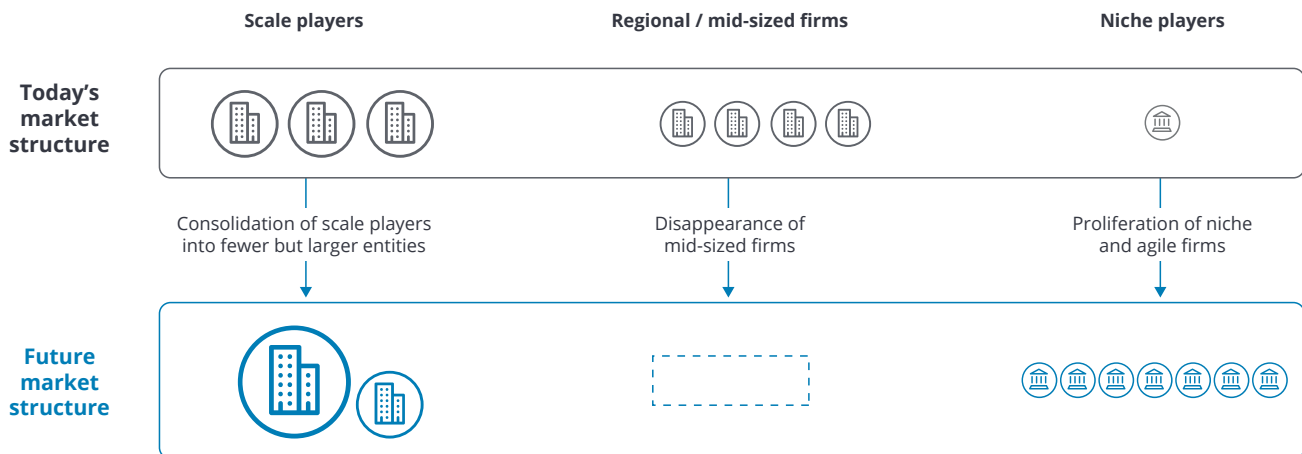 Scale players
Regional / mid-sized firms
Niche players
Today’s
market
structure
Consolidation of scale players
into fewer but larger entities
Disappearance of
mid-sized firms
Proliferation of niche
and agile firms
Future
market
structure